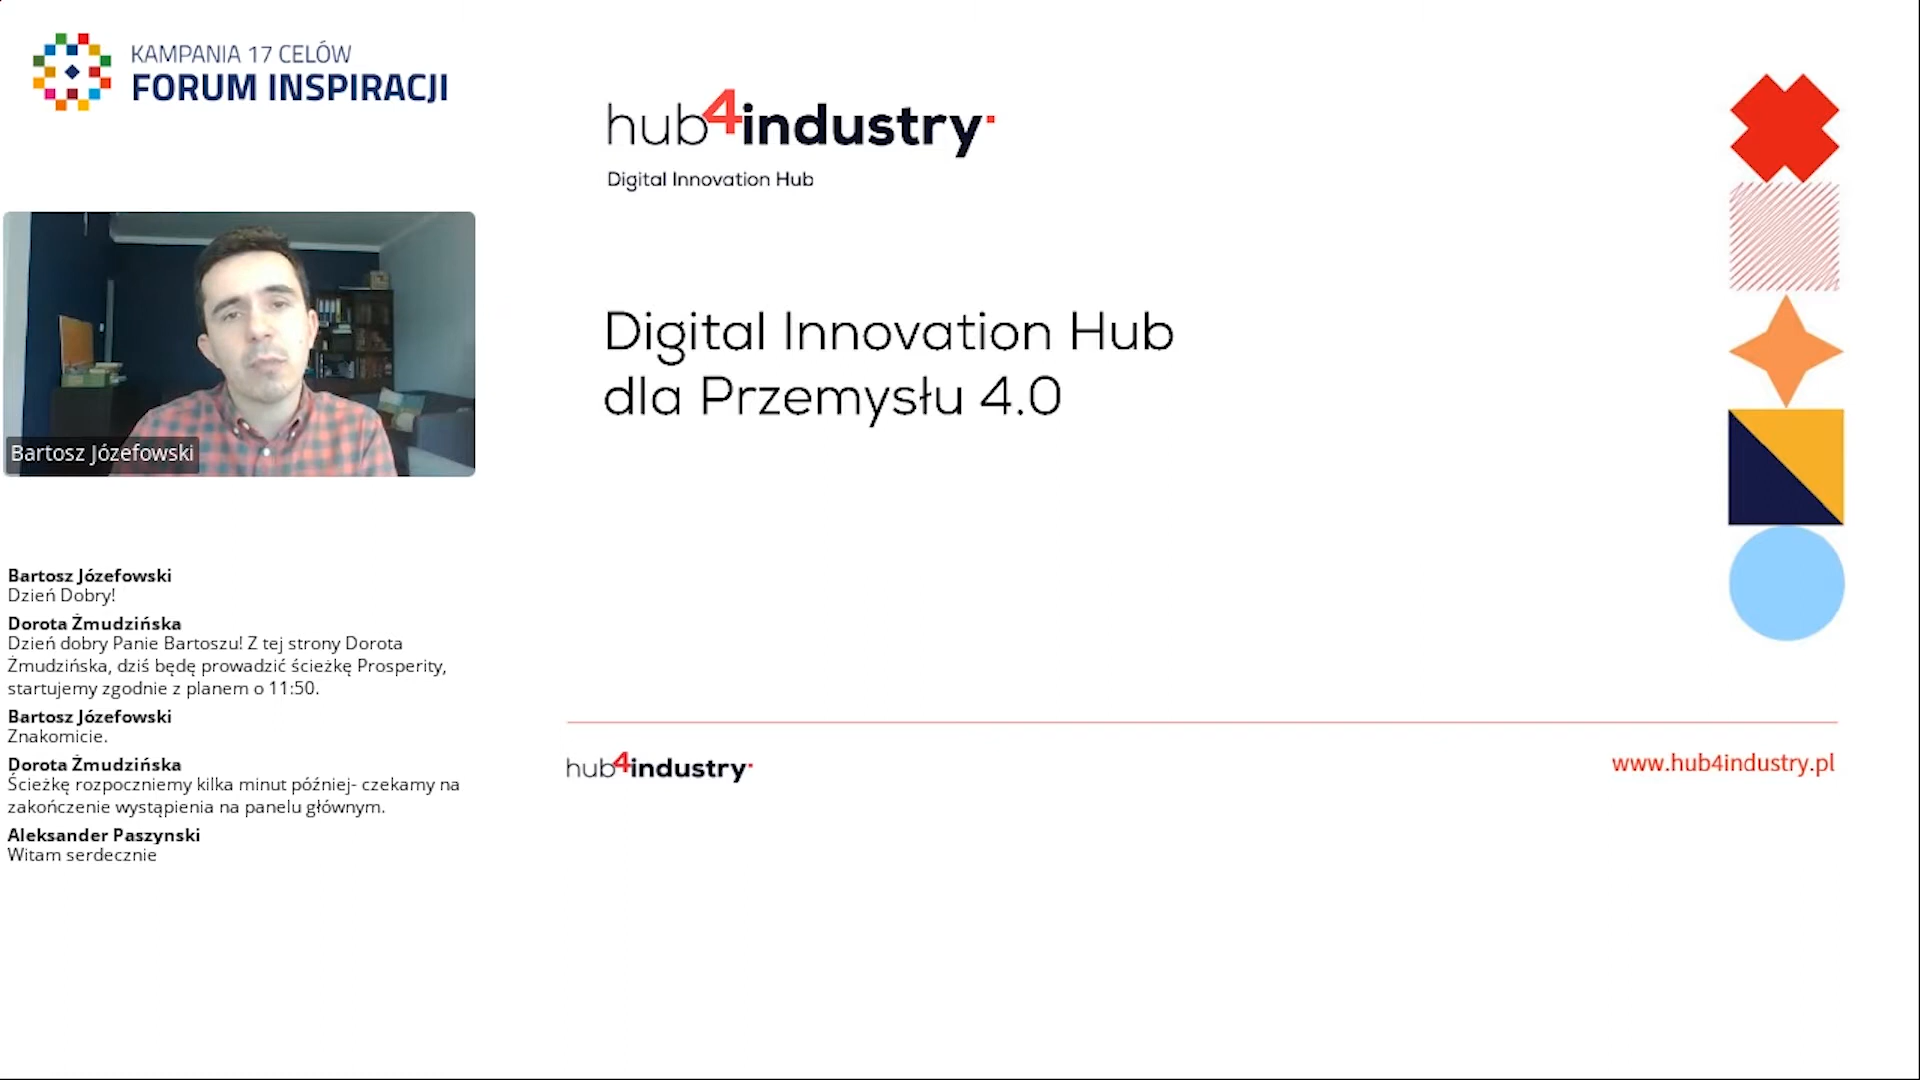 KAMPANIA 17 CELÓW
FORUM INSPIRACJI
hub4industry
Digital Innovation Hub
Digital Innovation Hub
dla Przemysłu 4.0
Bartosz Józefowski
Bartosz Józefowski
Dzień Dobry!
Dorota Żmudzińska
Dzień dobry Panie Bartoszu! Z tej strony Dorota
Żmudzińska, dziś będę prowadzić ścieżkę Prosperity,
startujemy zgodnie z planem o 11:50.
Bartosz Józefowski
Znakomicie.
Dorota Żmudzińska
Ścieżkę rozpoczniemy kilka minut później- czekamy na
zakończenie wystąpienia na panelu głównym.
Aleksander Paszynski
Witam serdecznie
hub4industry
www.hub4industry.pl